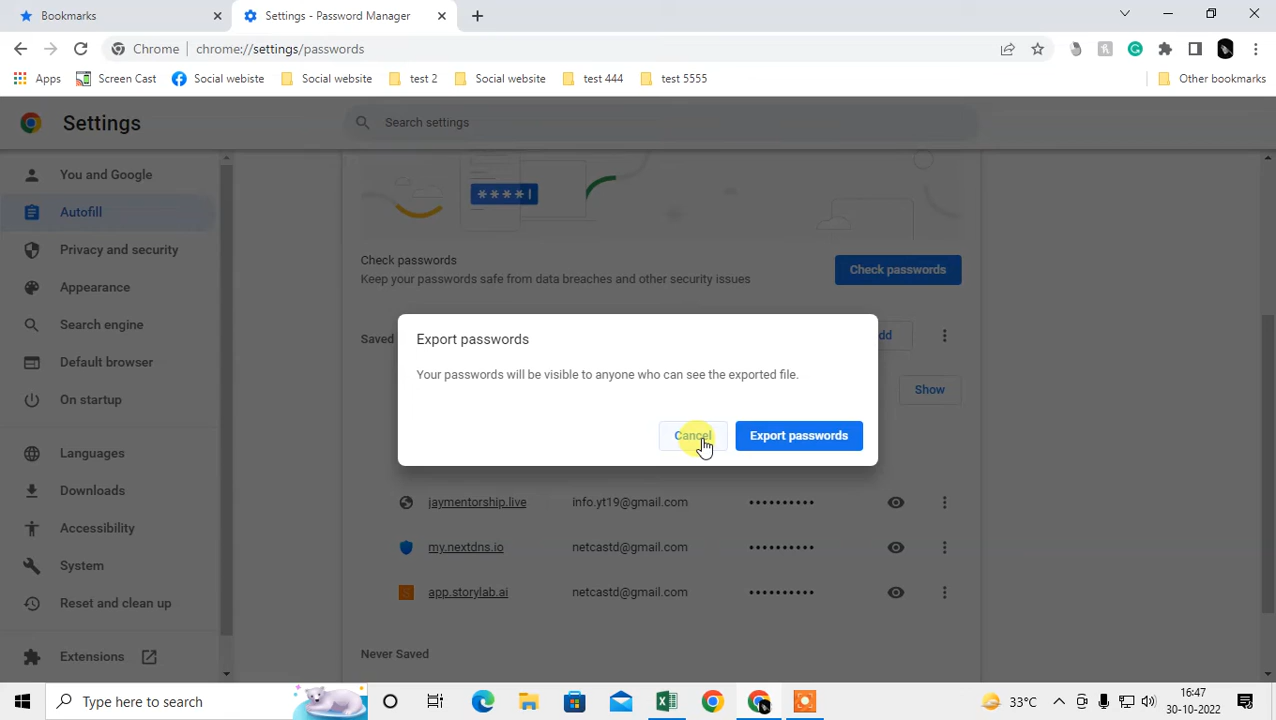 Bookmarks
Settings - Password Manager
Chrome
chrome://settings/passwords
Apps
Screen Cast
Social webiste
Social website
test 2
Social website
test 444
test 5555
Other bookmarks
Settings
Search settings
You and Google
Autofill
Privacy and security
Appearance
Search engine
Default browser
On startup
Languages
Downloads
Accessibility
System
Reset and clean up
Extensions
****|
Check passwords
Keep your passwords safe from data breaches and other security issues
Check passwords
Saved
dd
Show
Export passwords
Your passwords will be visible to anyone who can see the exported file.
Cancel
Export passwords
jaymentorship.live info.yt19@gmail.com ••••••••••
my.nextdns.io netcastd@gmail.com ••••••••••
app.storylab.ai netcastd@gmail.com ••••••••••
Never Saved
Type here to search
33°C
16:47
30-10-2022